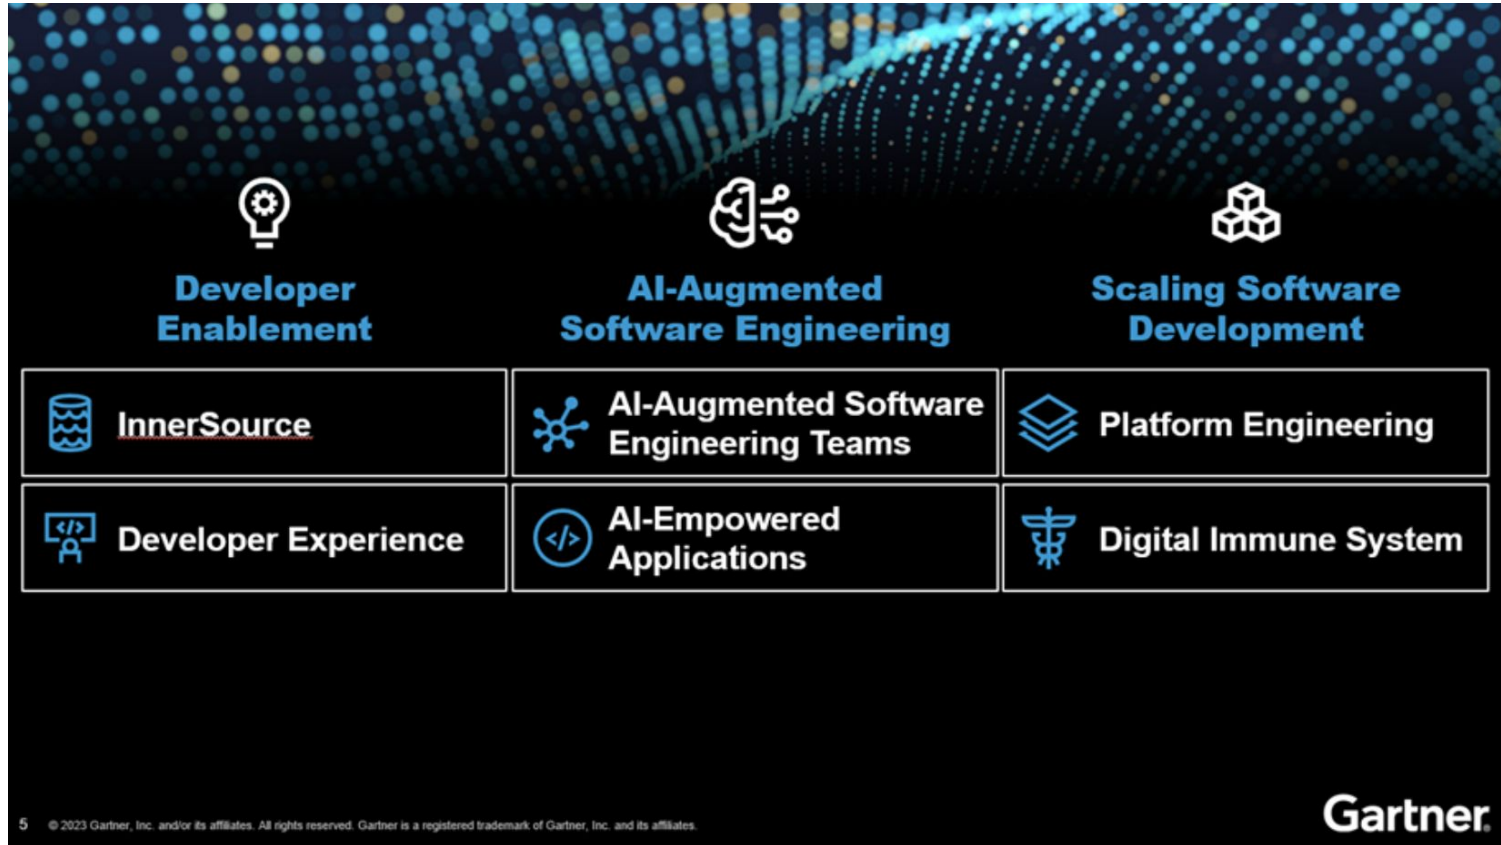 Developer
Enablement
AI-Augmented
Software Engineering
Scaling Software
Development
InnerSource
AI-Augmented Software
Engineering Teams
Platform Engineering
Developer Experience
AI-Empowered
Applications
Digital Immune System
5 © 2023 Gartner, Inc. and/or its affiliates. All rights reserved. Gartner is a registered trademark of Gartner, Inc. and its affiliates.
Gartner®